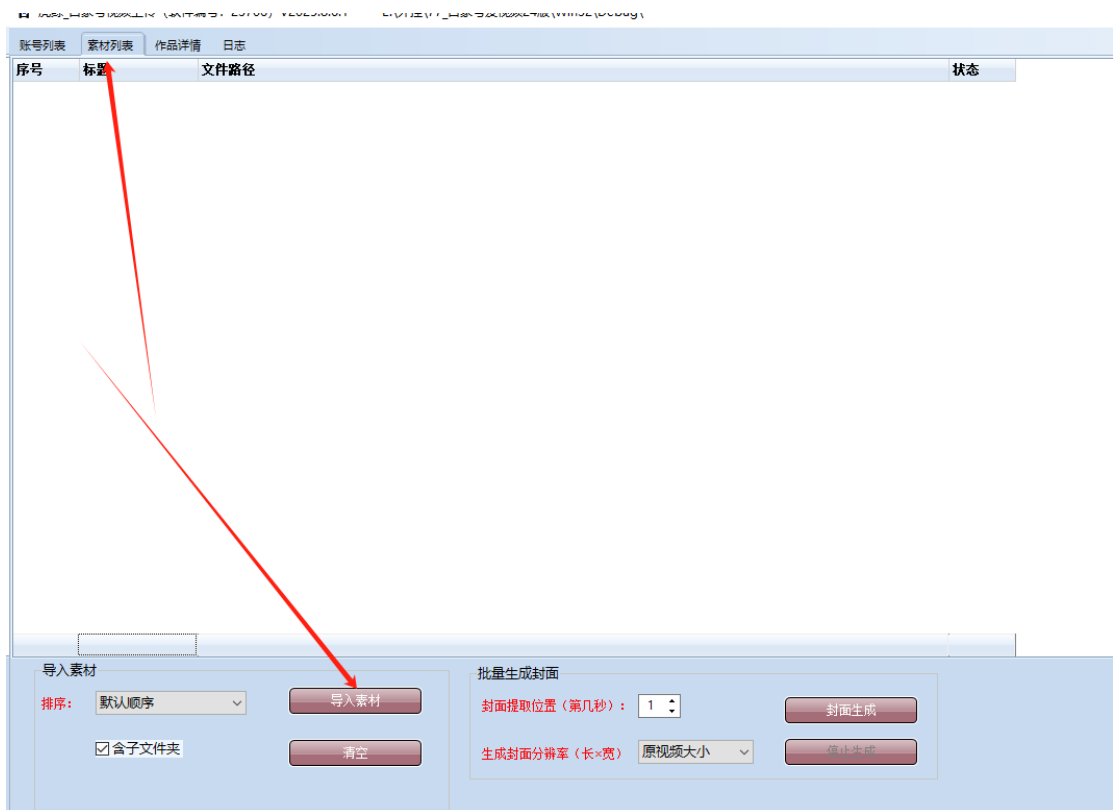 账号列表 素材列表 作品详情 日志
序号 标题 文件路径 状态
导入素材
排序： 默认顺序 导入素材
含子文件夹 清空
批量生成封面
封面提取位置（第几秒）： 1 封面生成
生成封面分辨率（长×宽） 原视频大小 停止生成